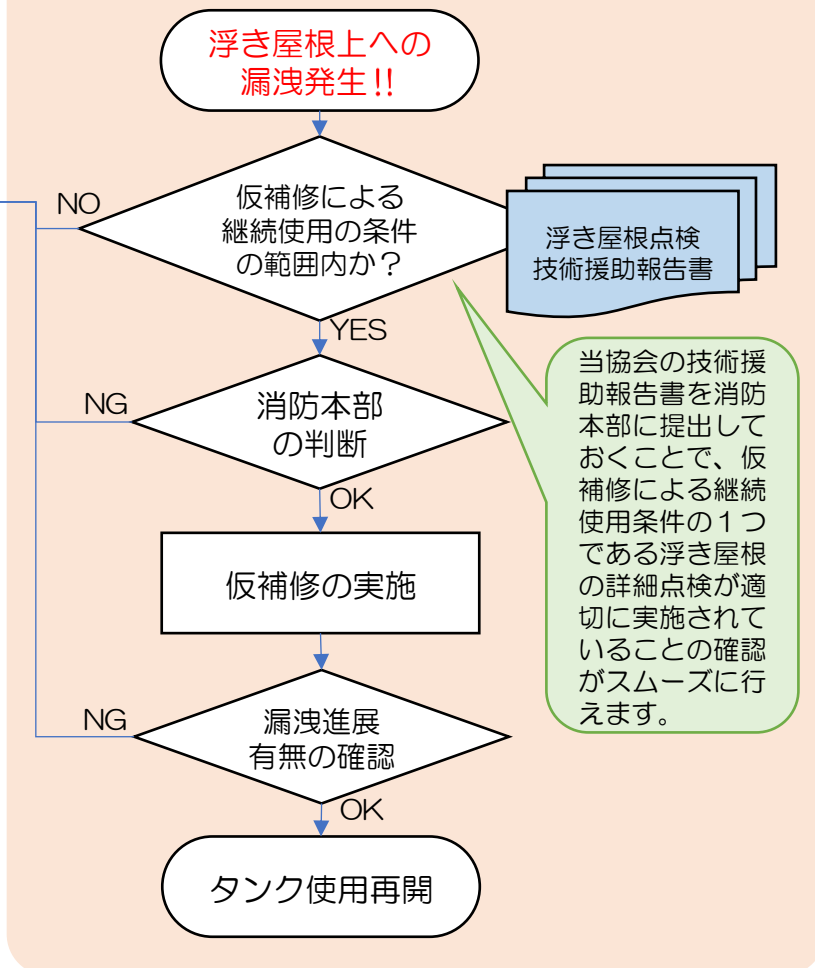 浮き屋根上への
漏洩発生!!
NO
仮補修による
継続使用の条件
の範囲内か？
浮き屋根点検
技術援助報告書
YES
NG
消防本部
の判断
OK
当協会の技術援
助報告書を消防
本部に提出して
おくことで、仮
補修による継続
使用条件の１つ
である浮き屋根
の詳細点検が適
切に実施されて
いることの確認
がスムーズに行
えます。
仮補修の実施
NG
漏洩進展
有無の確認
OK
タンク使用再開